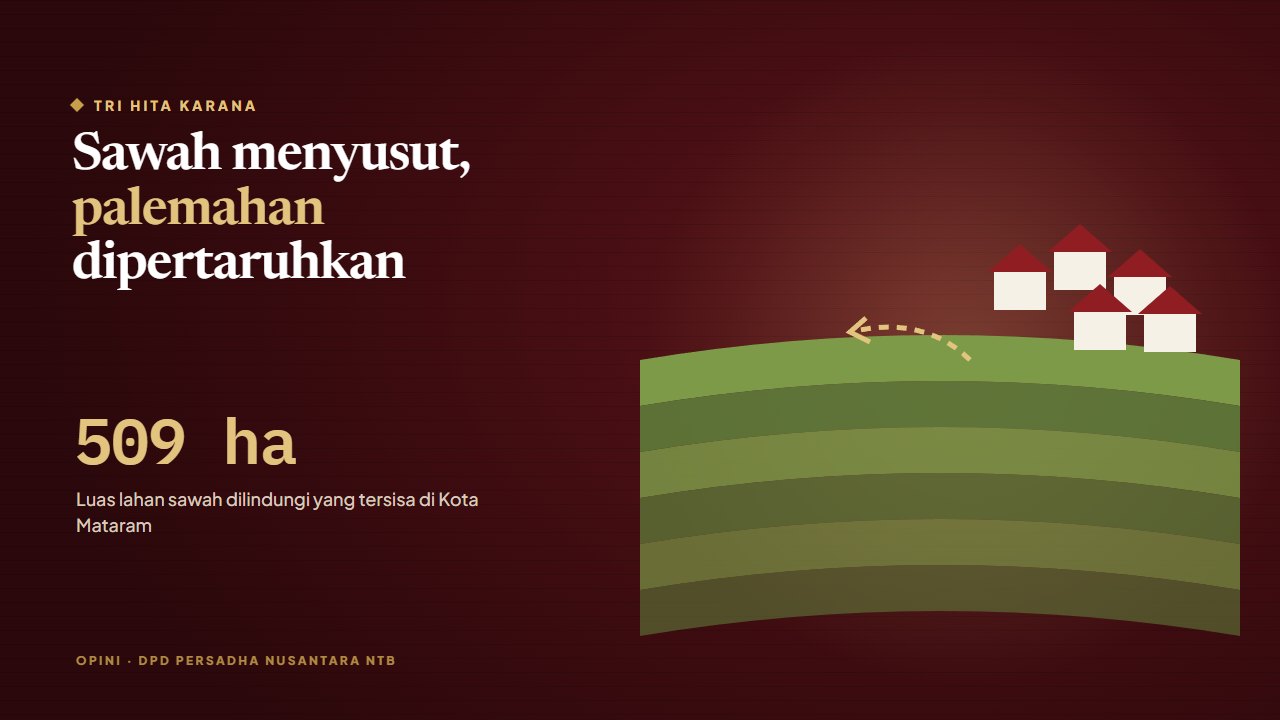 TRI HITA KARANA
Sawah menyusut,
palemahan
dipertaruhkan
509 ha
Luas lahan sawah dilindungi yang tersisa di Kota
Mataram
OPINI · DPD PERSADHA NUSANTARA NTB